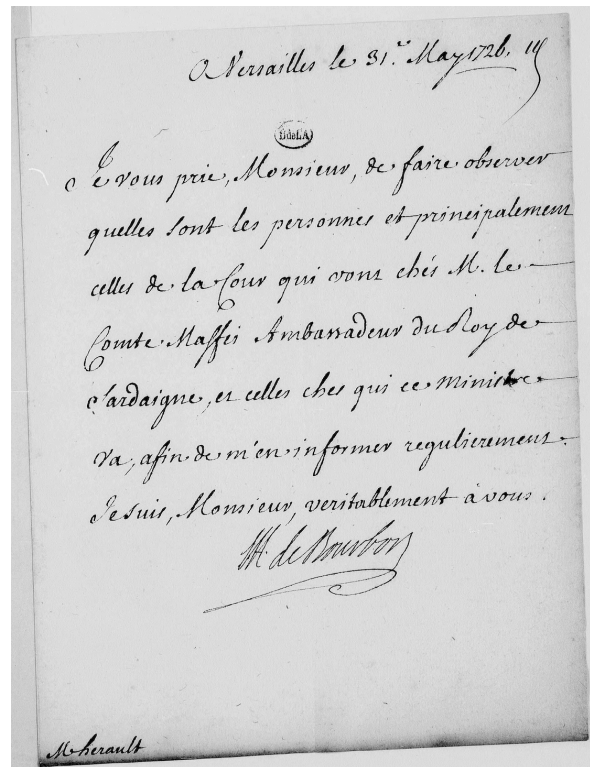 A Versailles le 31.e May 1726.
BdelA
Je vous prie, Monsieur, de faire observer
quelles sont les personnes et principalement
celles de la Cour qui vont chés M. le
Comte Maffei Ambassadeur du Roy de
Sardaigne, et celles ches qui ce ministre
va, afin de m'en informer regulierement.
Je suis, Monsieur, veritablement à vous.
de Bourbon
Mr herault